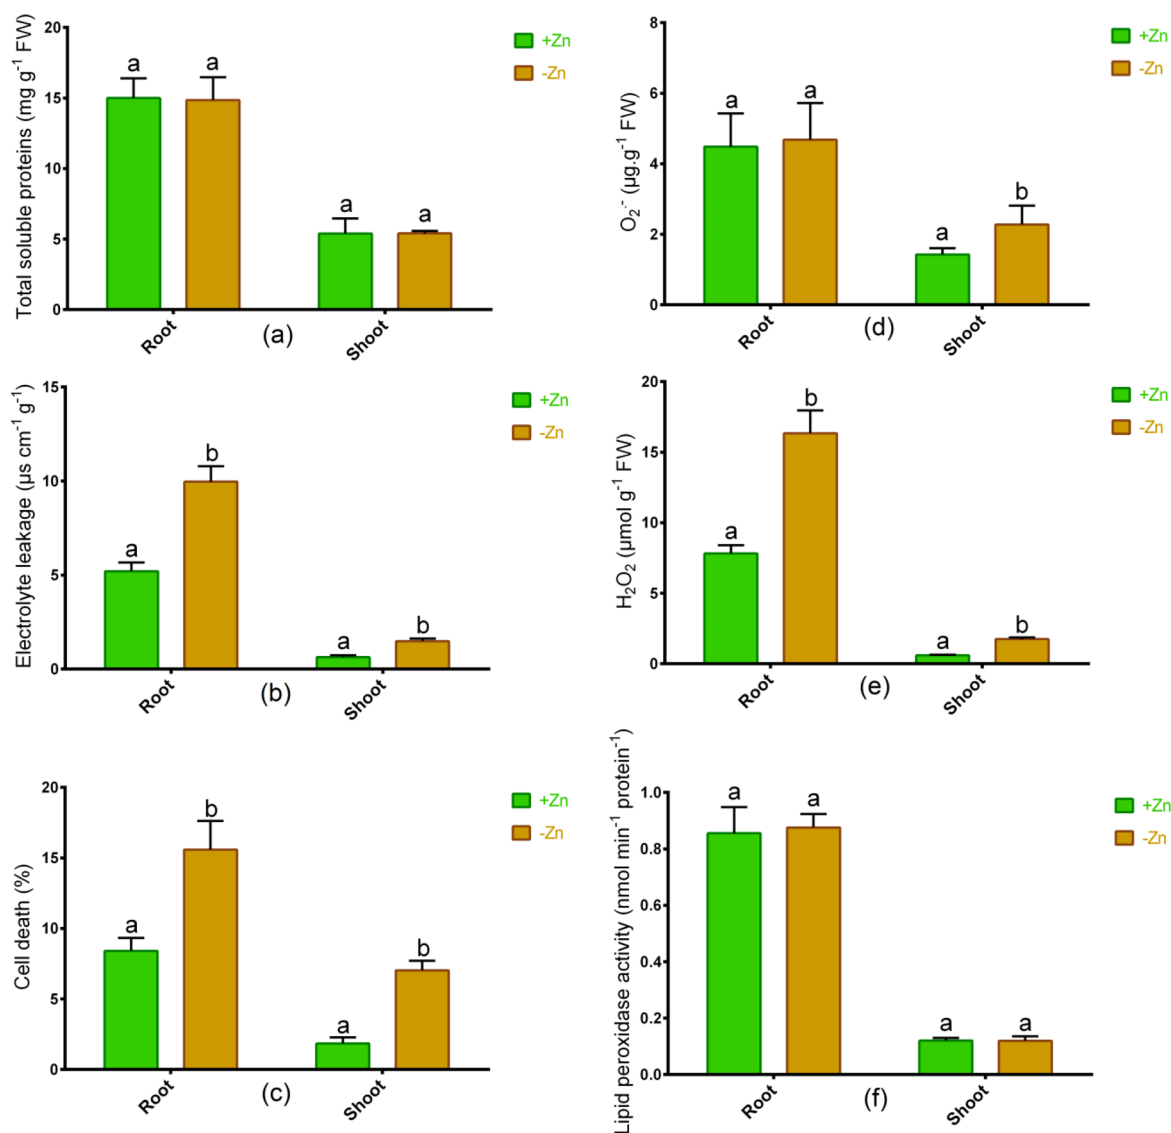 Total soluble proteins (mg g-1 FW)
20
15
10
5
0
a
a
a
a
Root
Shoot
(a)
+Zn
-Zn
O2.- (µg.g-1 FW)
8
6
4
2
0
a
a
a
b
Root
Shoot
(d)
+Zn
-Zn
Electrolyte leakage (µs cm-1 g-1)
15
10
5
0
a
b
a
b
Root
Shoot
(b)
+Zn
-Zn
H2O2 (µmol g-1 FW)
20
15
10
5
0
a
b
a
b
Root
Shoot
(e)
+Zn
-Zn
Cell death (%)
20
15
10
5
0
a
b
a
b
Root
Shoot
(c)
+Zn
-Zn
Lipid peroxidase activity (nmol min-1 protein-1)
1.0
0.8
0.6
0.4
0.2
0.0
a
a
a
a
Root
Shoot
(f)
+Zn
-Zn